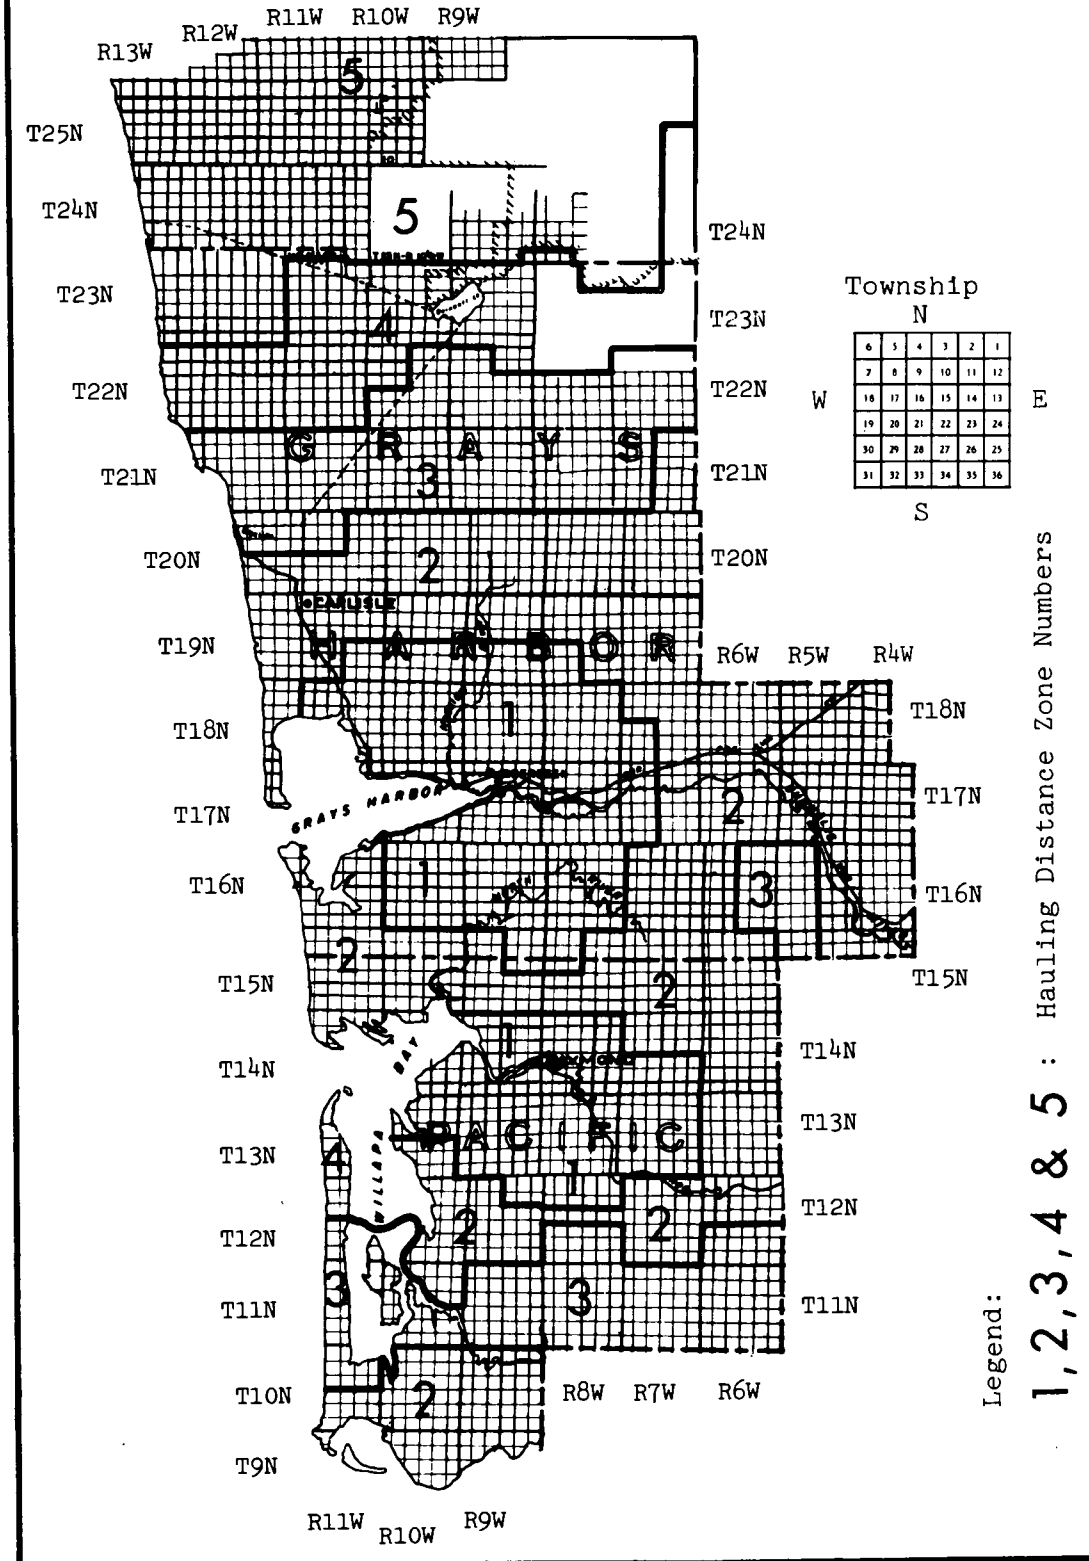 R11W R10W R9W
R12W
R13W
5
T25N
T24N
5
T24N
T23N
4
T23N
Township
N
6 5 4 3 2 1
7 8 9 10 11 12
W 18 17 16 15 14 13 E
19 20 21 22 23 24
30 29 28 27 26 25
31 32 33 34 35 36
S
T22N
T22N
G R A Y S
T21N
3
T21N
T20N
2
T20N
CARLISLE
T19N
H A R B O R
R6W R5W R4W
T18N
1
T18N
GRAYS HARBOR
T17N
2
T17N
T16N
1
NORTH RIVER
3
T16N
2
T15N
2
T15N
BAY
1
RAYMOND
T14N
T14N
T13N
P A C I F I C
T13N
4
WILLAPA
1
T12N
2
2
T12N
3
T11N
3
T11N
T10N
2
R8W R7W R6W
T9N
R11W R10W R9W
Legend:
1,2,3,4 & 5 : Hauling Distance Zone Numbers